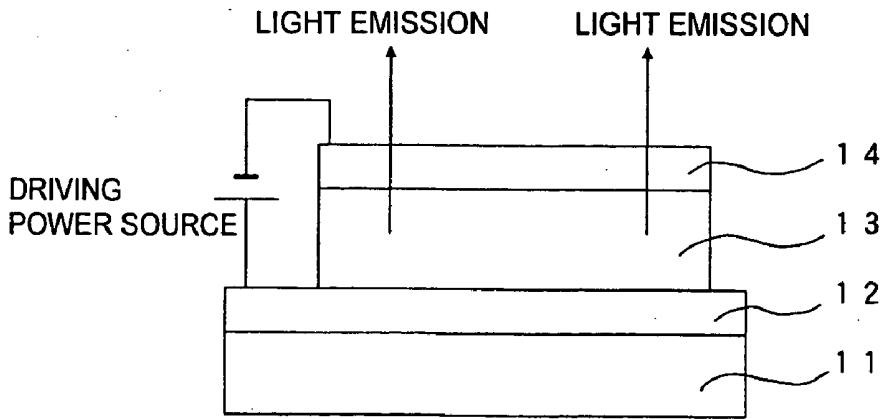 LIGHT EMISSION LIGHT EMISSION
14
DRIVING
POWER SOURCE
13
12
11